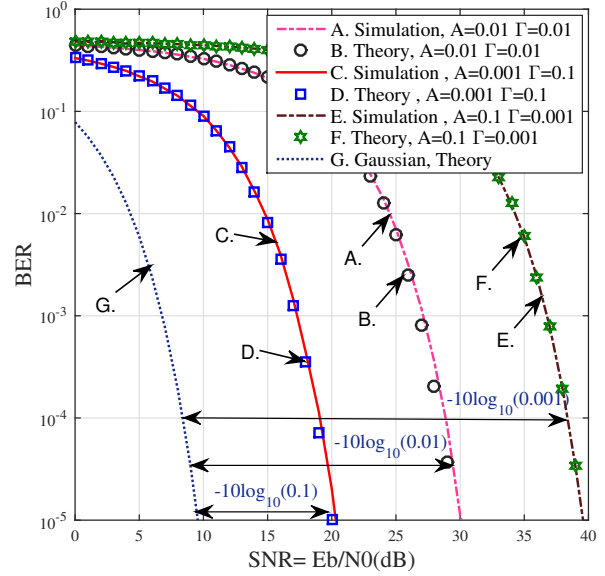 10^0
10^-1
10^-2
10^-3
10^-4
10^-5
BER
0
5
10
15
20
25
30
35
40
SNR= Eb/N0(dB)
A. Simulation, A=0.01 Γ=0.01
B. Theory, A=0.01 Γ=0.01
C. Simulation , A=0.001 Γ=0.1
D. Theory , A=0.001 Γ=0.1
E. Simulation , A=0.1 Γ=0.001
F. Theory, A=0.1 Γ=0.001
G. Gaussian, Theory
C.
A.
F.
G.
B.
E.
D.
-10log10(0.001)
-10log10(0.01)
-10log10(0.1)